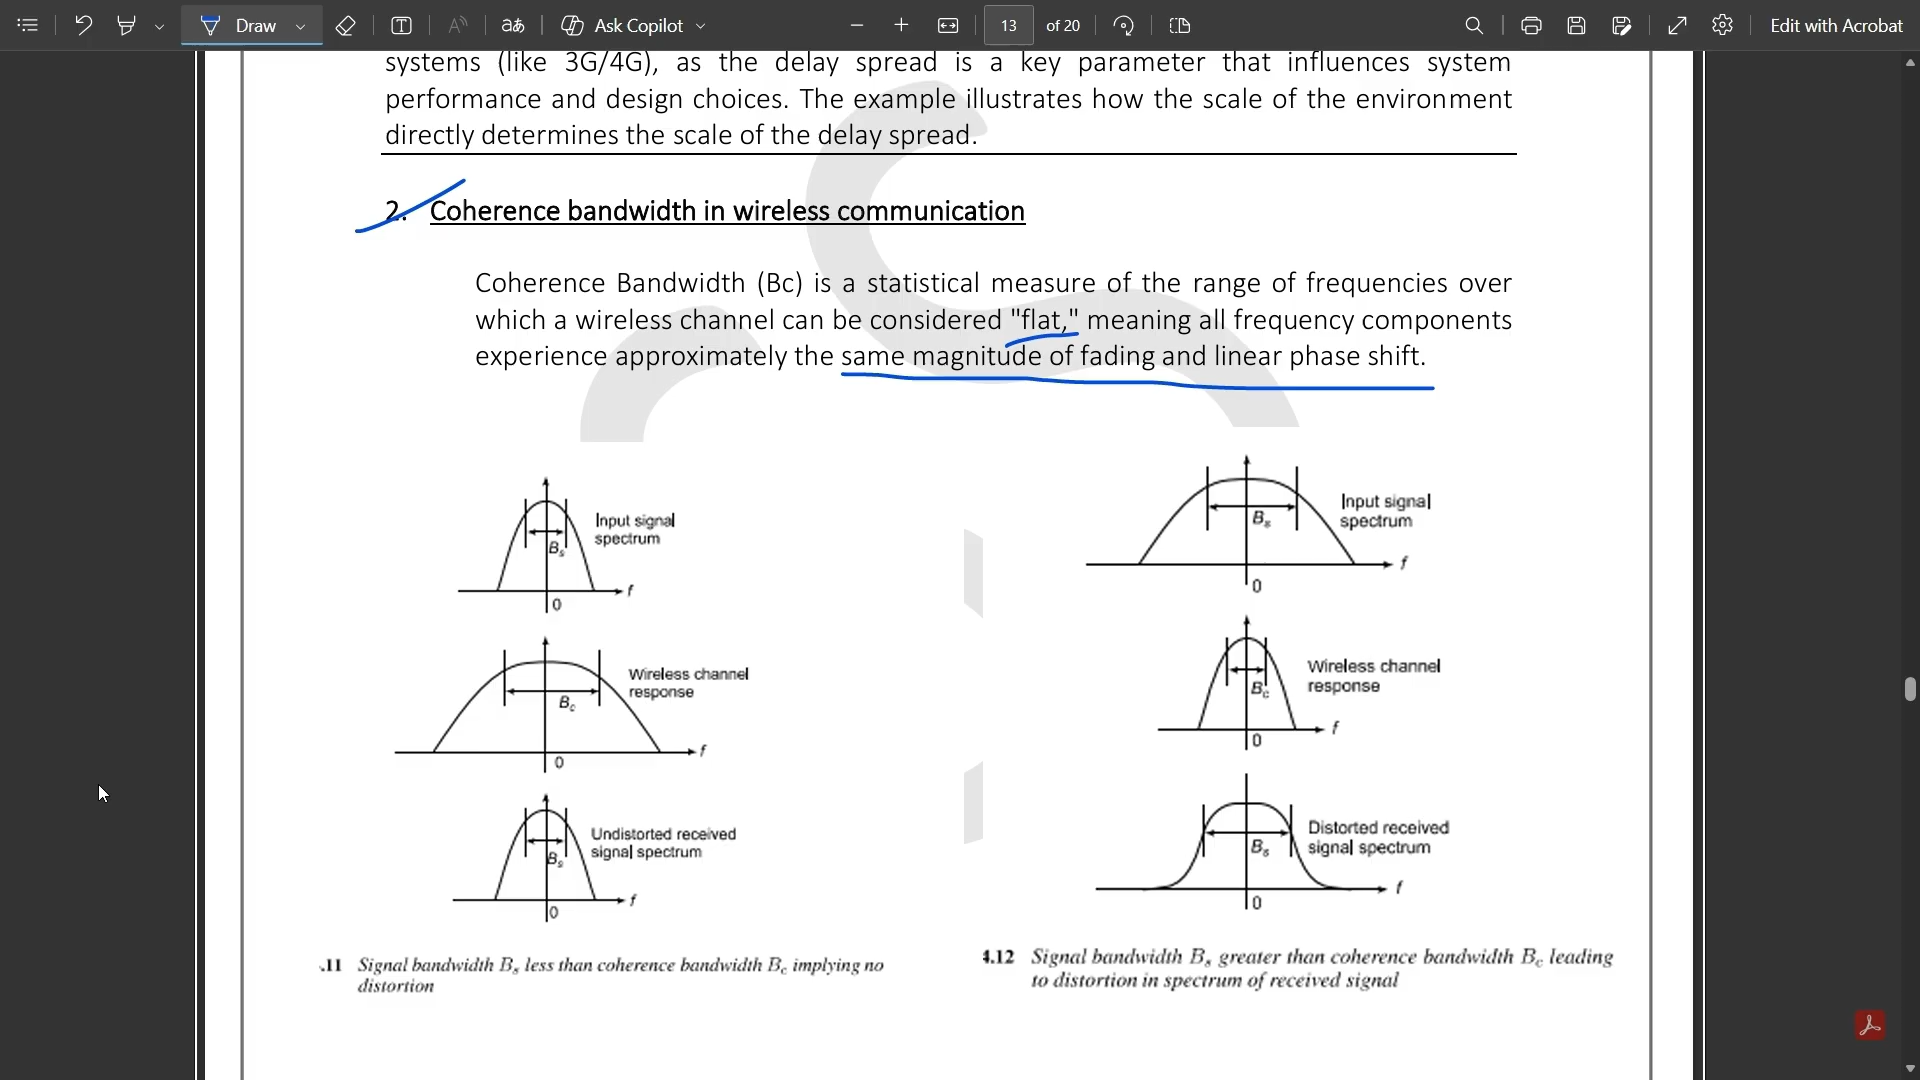 Draw
Ask Copilot
13 of 20
Edit with Acrobat
systems (like 3G/4G), as the delay spread is a key parameter that influences system
performance and design choices. The example illustrates how the scale of the environment
directly determines the scale of the delay spread.
2. Coherence bandwidth in wireless communication
Coherence Bandwidth (Bc) is a statistical measure of the range of frequencies over
which a wireless channel can be considered "flat," meaning all frequency components
experience approximately the same magnitude of fading and linear phase shift.
Input signal
spectrum
Bs
f
0
Wireless channel
response
Bc
f
0
Undistorted received
signal spectrum
Bs
f
0
.11 Signal bandwidth Bs less than coherence bandwidth Bc implying no
distortion
Input signal
spectrum
Bs
f
0
Wireless channel
response
Bc
f
0
Distorted received
signal spectrum
Bs
f
0
4.12 Signal bandwidth Bs greater than coherence bandwidth Bc leading
to distortion in spectrum of received signal